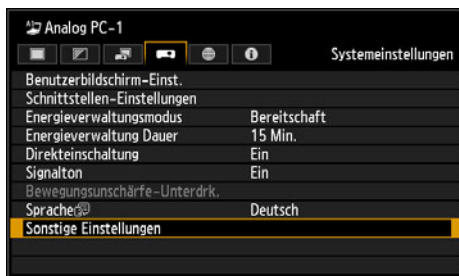 Analog PC-1
Systemeinstellungen
Benutzerbildschirm-Einst.
Schnittstellen-Einstellungen
Energieverwaltungsmodus Bereitschaft
Energieverwaltung Dauer 15 Min.
Direkteinschaltung Ein
Signalton Ein
Bewegungsunschärfe-Unterdrk.
Sprache Deutsch
Sonstige Einstellungen